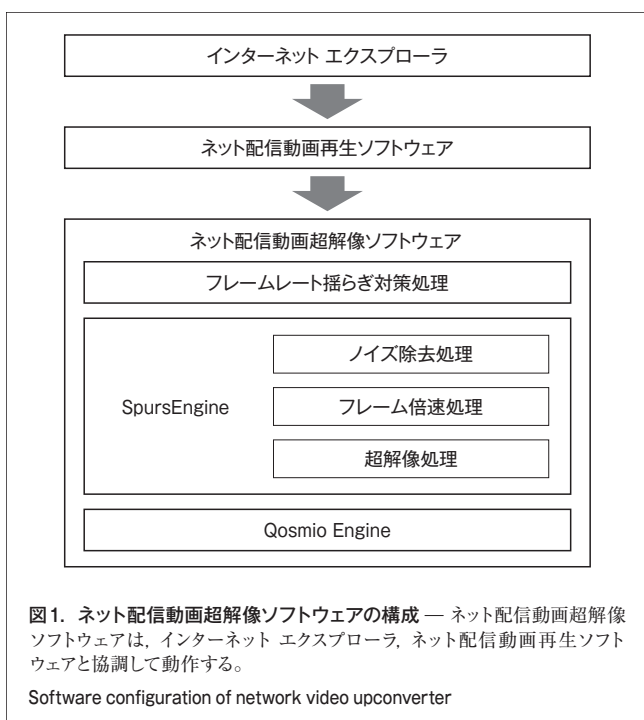 インターネット エクスプローラ
ネット配信動画再生ソフトウェア
ネット配信動画超解像ソフトウェア
フレームレート揺らぎ対策処理
ノイズ除去処理
SpursEngine
フレーム倍速処理
超解像処理
Qosmio Engine
図1. ネット配信動画超解像ソフトウェアの構成 — ネット配信動画超解像
ソフトウェアは，インターネット エクスプローラ，ネット配信動画再生ソフト
ウェアと協調して動作する。
Software configuration of network video upconverter